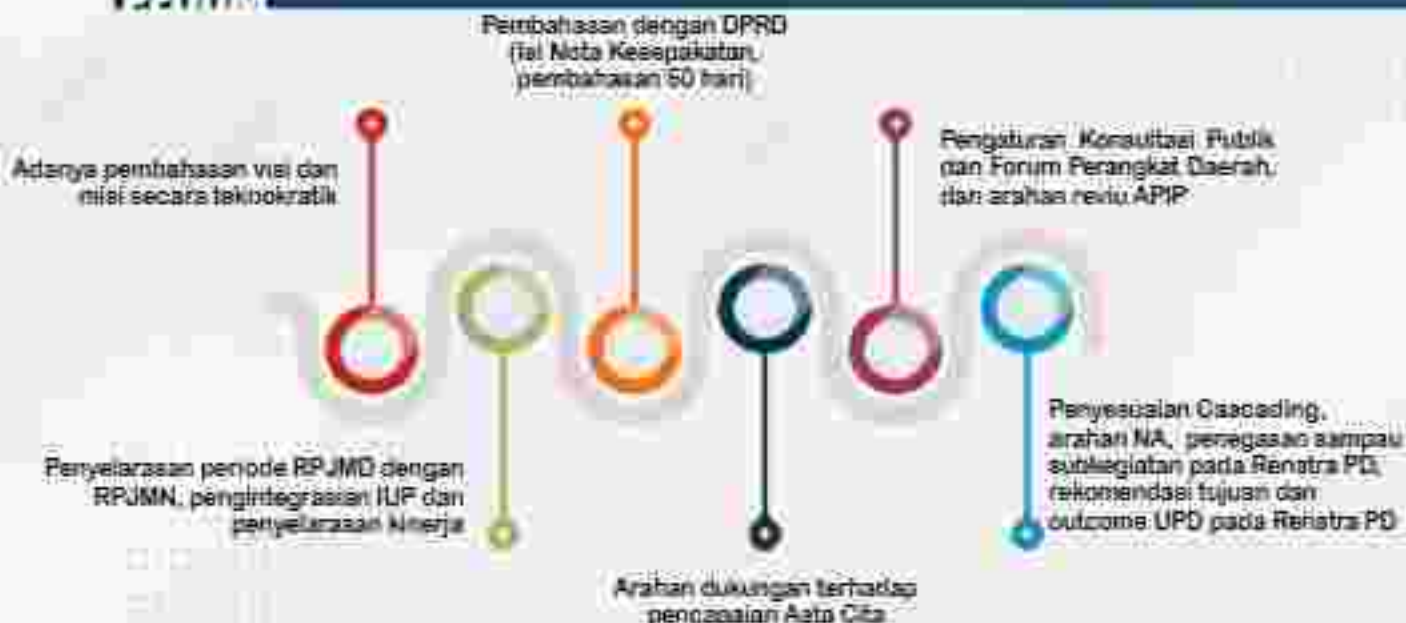 Pembahasan dengan DPRD
(Isi Nota Kesepakatan,
pembahasan 50 hari)
Adanya pembahasan visi dan
misi secara teknokratik
Pengaturan Konsultasi Publik
dan Forum Perangkat Daerah,
dan arahan reviu APIP
Penyelarasan periode RPJMD dengan
RPJMN, pengintegrasian IUP dan
penyelarasan kinerja
Penyesuaian Cascading,
arahan NA, penegasan sampau
subkegiatan pada Renstra PD,
rekomendasi tujuan dan
outcome UPD pada Renstra PD
Arahan dukungan terhadap
pencapaian Asta Cita